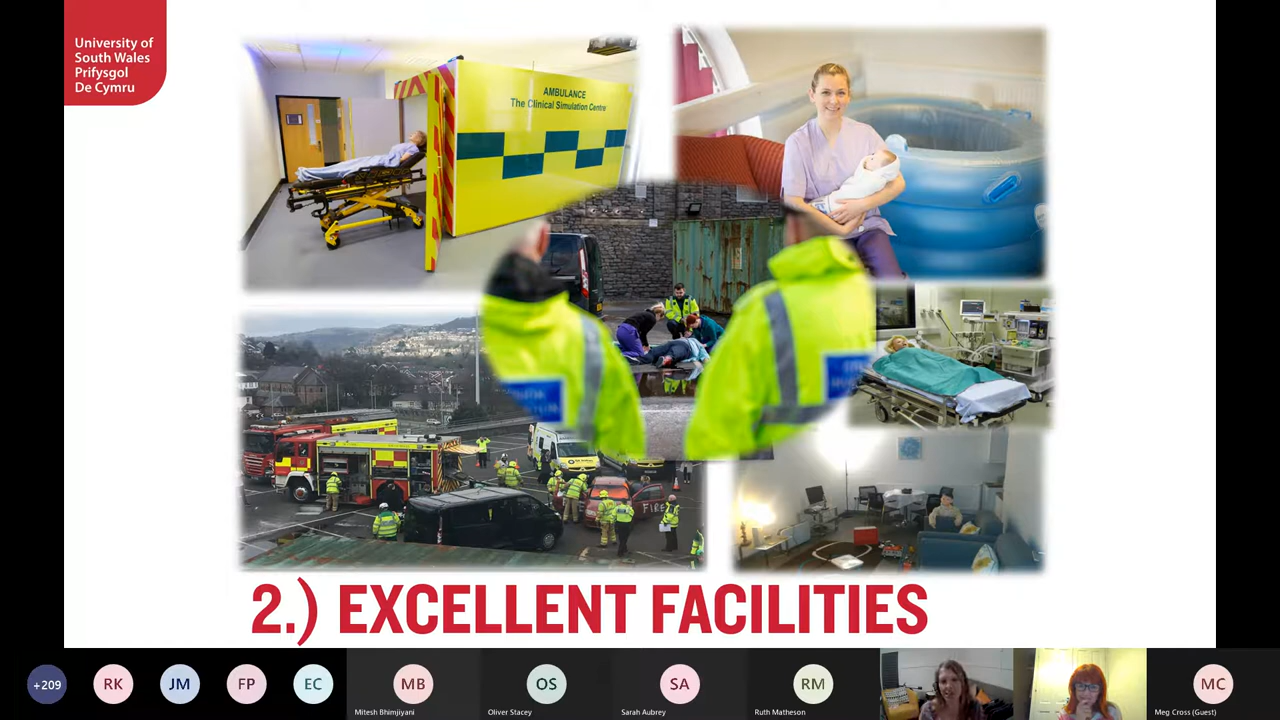 University of
South Wales
Prifysgol
De Cymru
AMBULANCE
The Clinical Simulation Centre
FIRE
2.) EXCELLENT FACILITIES
+209
RK
JM
FP
EC
MB
Mitesh Bhimjiyani
OS
Oliver Stacey
SA
Sarah Aubrey
RM
Ruth Matheson
MC
Meg Cross (Guest)